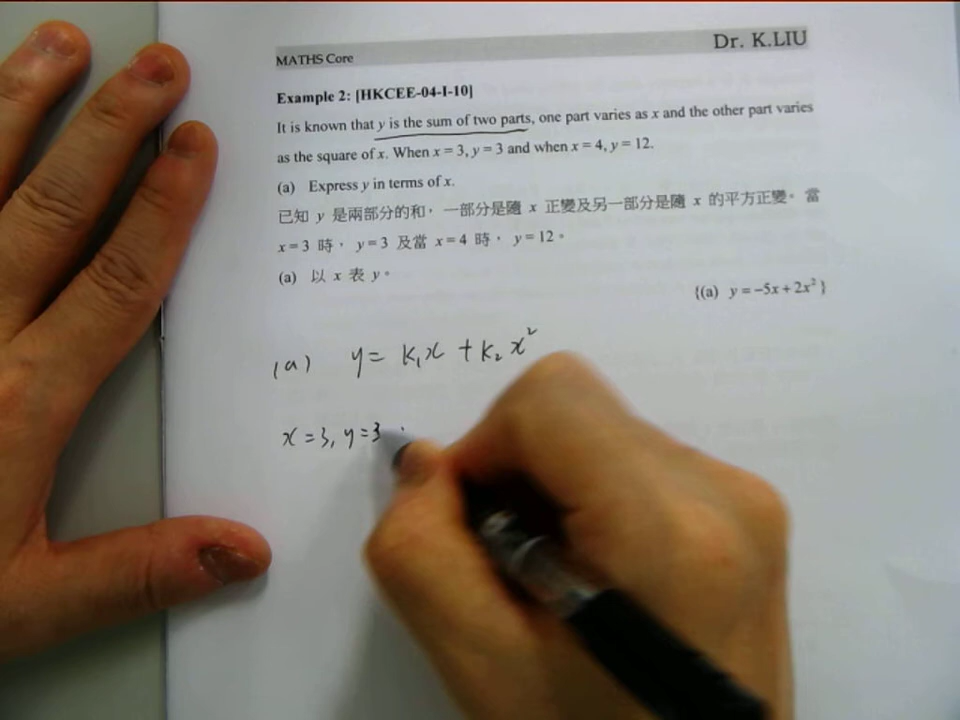 MATHS Core
Dr. K.LIU
Example 2: [HKCEE-04-I-10]
It is known that y is the sum of two parts, one part varies as x and the other part varies
as the square of x. When x = 3, y = 3 and when x = 4, y = 12.
(a) Express y in terms of x.
已知 y 是兩部分的和，一部分是隨 x 正變及另一部分是隨 x 的平方正變。當
x = 3 時，y = 3 及當 x = 4 時，y = 12。
(a) 以 x 表 y。
{(a) y = –5x + 2x²}
(a) y = k₁x + k₂x²
x = 3, y = 3